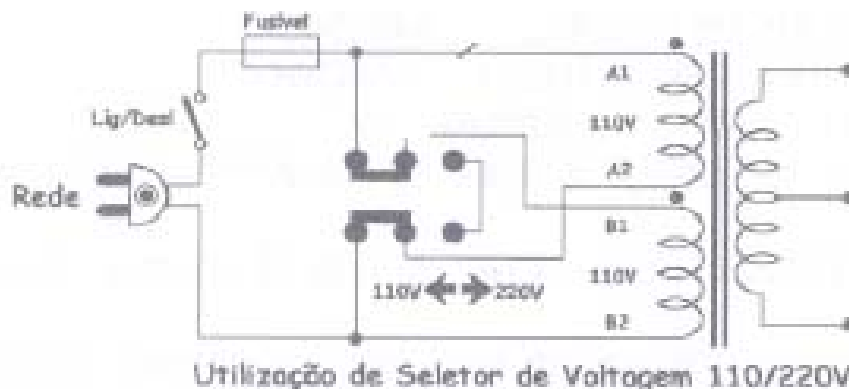 Fusível
A1
Lig/Desl
110V
A2
Rede
B1
110V 220V
110V
B2
Utilização de Seletor de Voltagem 110/220V